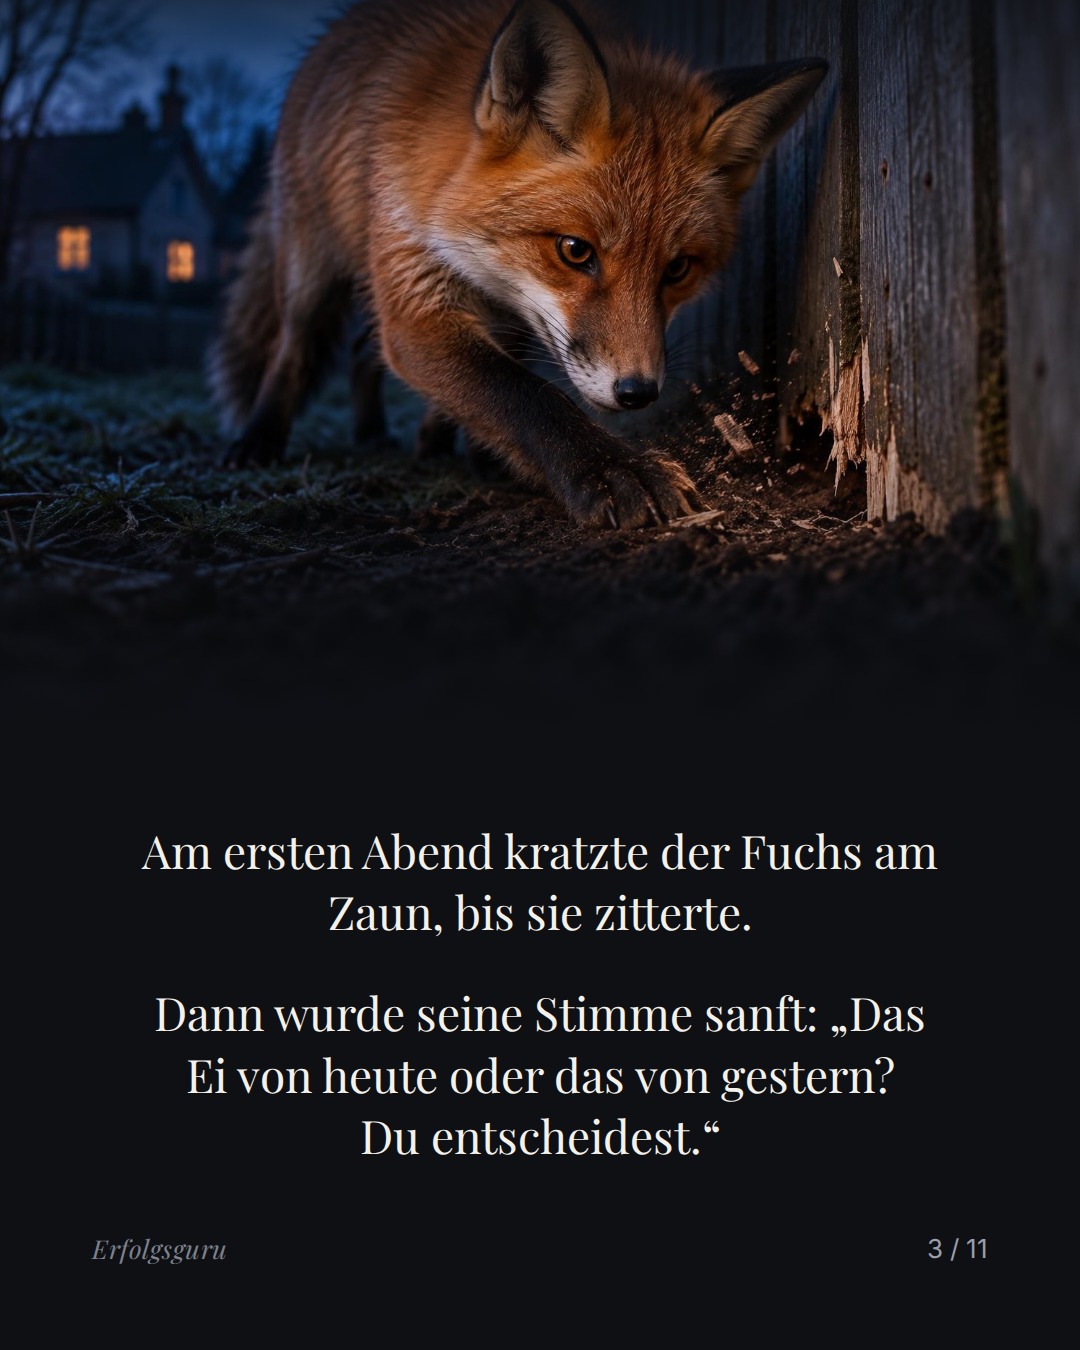 Am ersten Abend kratzte der Fuchs am
Zaun, bis sie zitterte.
Dann wurde seine Stimme sanft: „Das
Ei von heute oder das von gestern?
Du entscheidest.“
Erfolgsguru
3 / 11